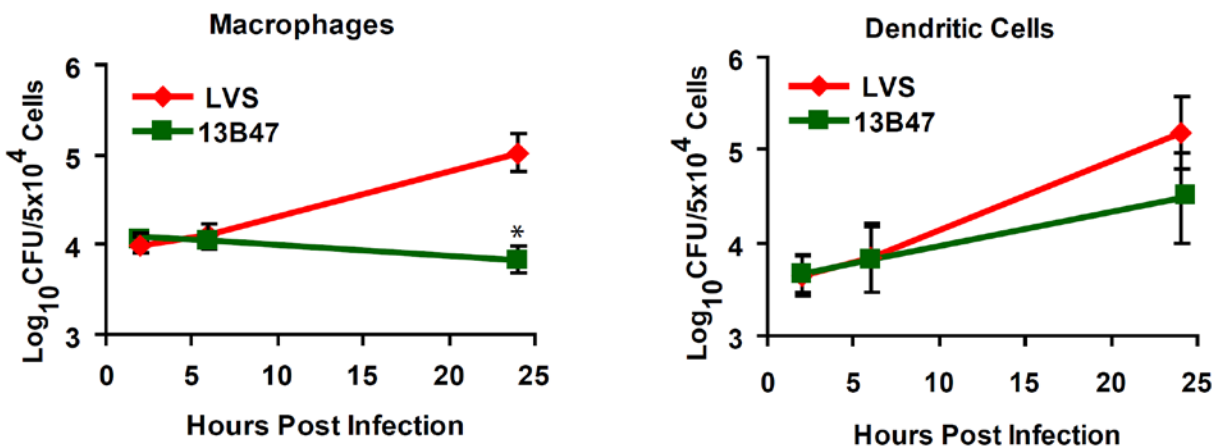 Macrophages
Log10CFU/5x10^4 Cells
6
5
4
3
LVS
13B47
*
0 5 10 15 20 25
Hours Post Infection
Dendritic Cells
Log10CFU/5x10^4 Cells
6
5
4
3
LVS
13B47
0 5 10 15 20 25
Hours Post Infection